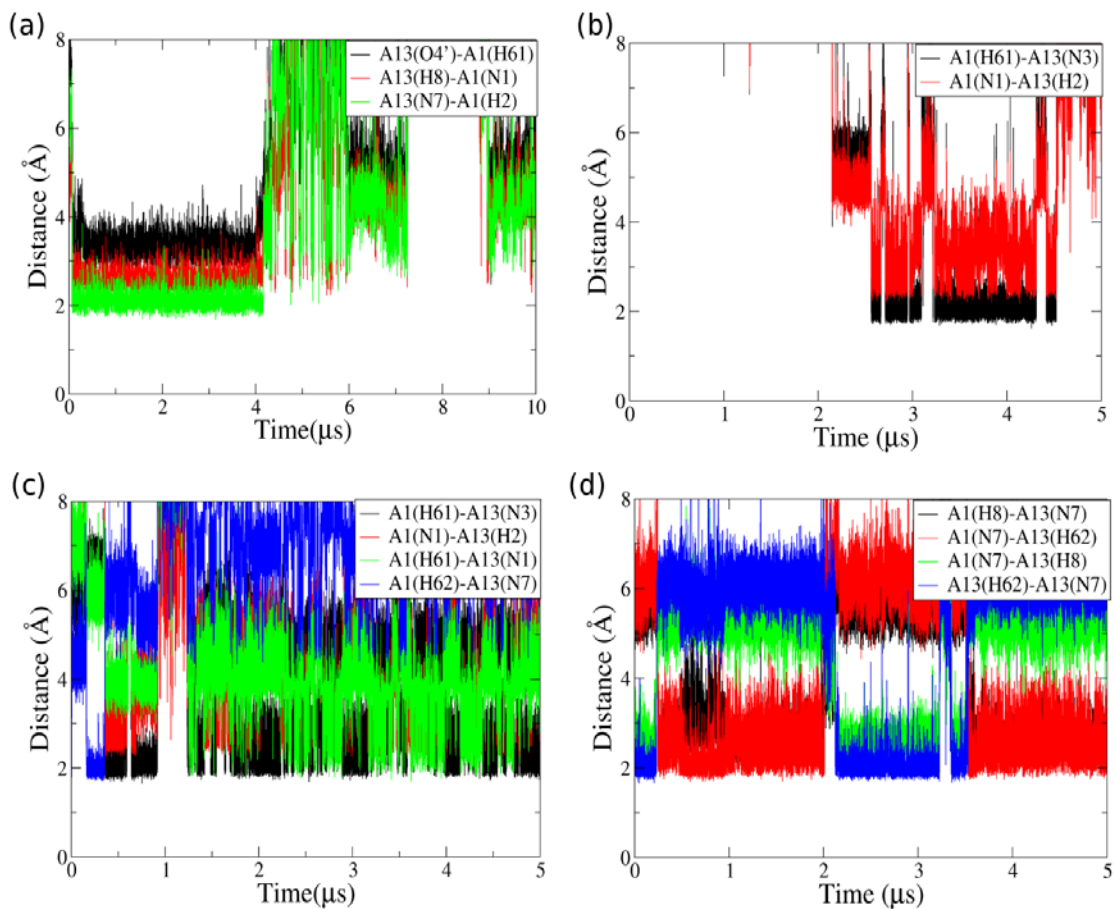 (a)
8
6
4
2
0
Distance (Å)
A13(O4')-A1(H61)
A13(H8)-A1(N1)
A13(N7)-A1(H2)
0 2 4 6 8 10
Time(μs)
(b)
8
6
4
2
0
Distance (Å)
A1(H61)-A13(N3)
A1(N1)-A13(H2)
0 1 2 3 4 5
Time (μs)
(c)
8
6
4
2
0
Distance (Å)
A1(H61)-A13(N3)
A1(N1)-A13(H2)
A1(H61)-A13(N1)
A1(H62)-A13(N7)
0 1 2 3 4 5
Time(μs)
(d)
8
6
4
2
0
Distance (Å)
A1(H8)-A13(N7)
A1(N7)-A13(H62)
A1(N7)-A13(H8)
A13(H62)-A13(N7)
0 1 2 3 4 5
Time (μs)